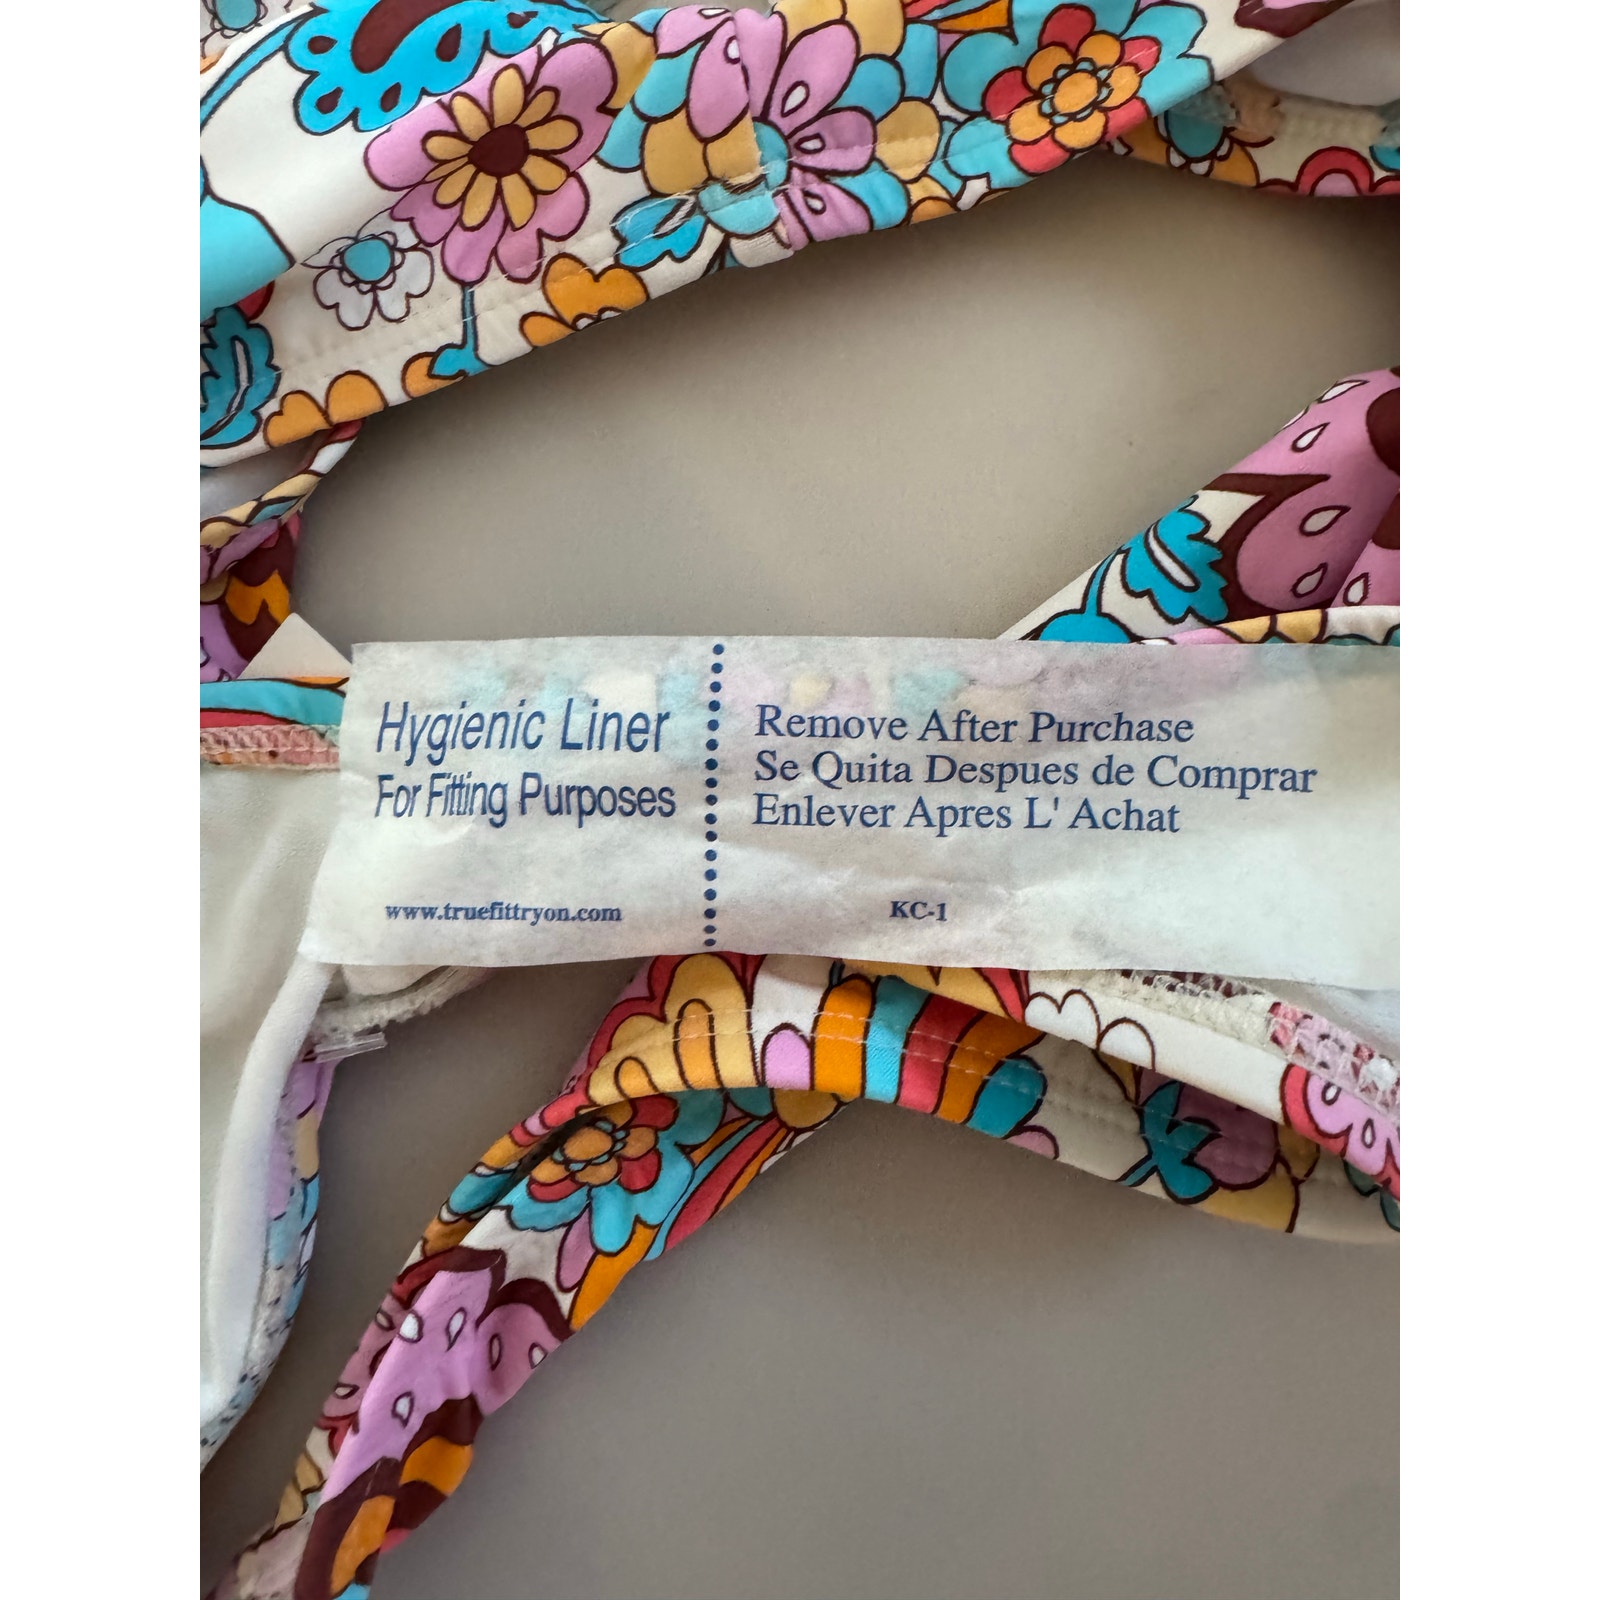 Hygienic Liner
For Fitting Purposes
www.truefittryon.com
Remove After Purchase
Se Quita Despues de Comprar
Enlever Apres L' Achat
KC-1